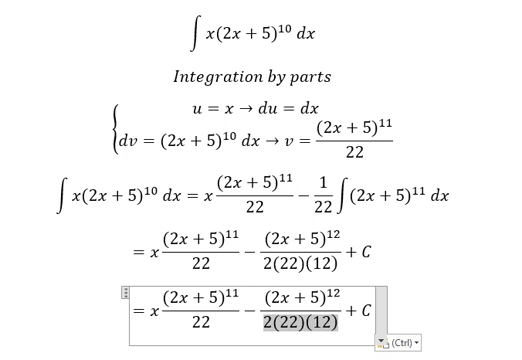 ∫ x(2x + 5)¹⁰ dx
Integration by parts
{ u = x → du = dx
dv = (2x + 5)¹⁰ dx → v = (2x + 5)¹¹ / 22
∫ x(2x + 5)¹⁰ dx = x (2x + 5)¹¹ / 22 − 1 / 22 ∫ (2x + 5)¹¹ dx
= x (2x + 5)¹¹ / 22 − (2x + 5)¹² / 2(22)(12) + C
= x (2x + 5)¹¹ / 22 − (2x + 5)¹² / 2(22)(12) + C
(Ctrl)